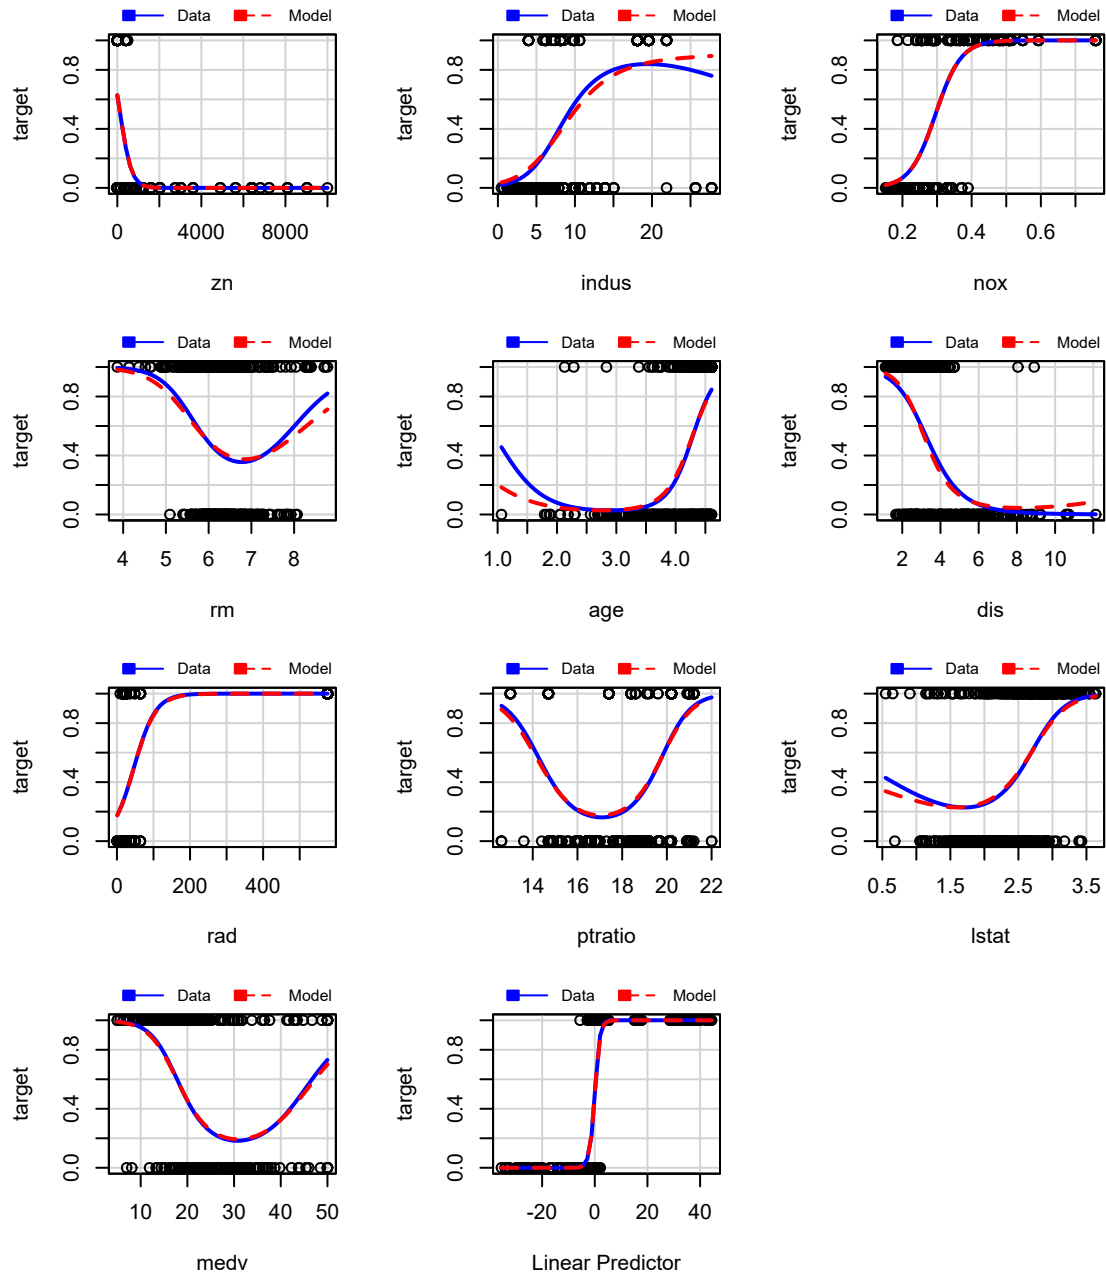 Data Model Data Model Data Model
target 0.0 0.4 0.8 target 0.0 0.4 0.8 target 0.0 0.4 0.8
0 4000 8000 0 5 10 20 0.2 0.4 0.6
zn indus nox
Data Model Data Model Data Model
target 0.0 0.4 0.8 target 0.0 0.4 0.8 target 0.0 0.4 0.8
4 5 6 7 8 1.0 2.0 3.0 4.0 2 4 6 8 10
rm age dis
Data Model Data Model Data Model
target 0.0 0.4 0.8 target 0.0 0.4 0.8 target 0.0 0.4 0.8
0 200 400 14 16 18 20 22 0.5 1.5 2.5 3.5
rad ptratio lstat
Data Model Data Model
target 0.0 0.4 0.8 target 0.0 0.4 0.8
10 20 30 40 50 -20 0 20 40
medv Linear Predictor